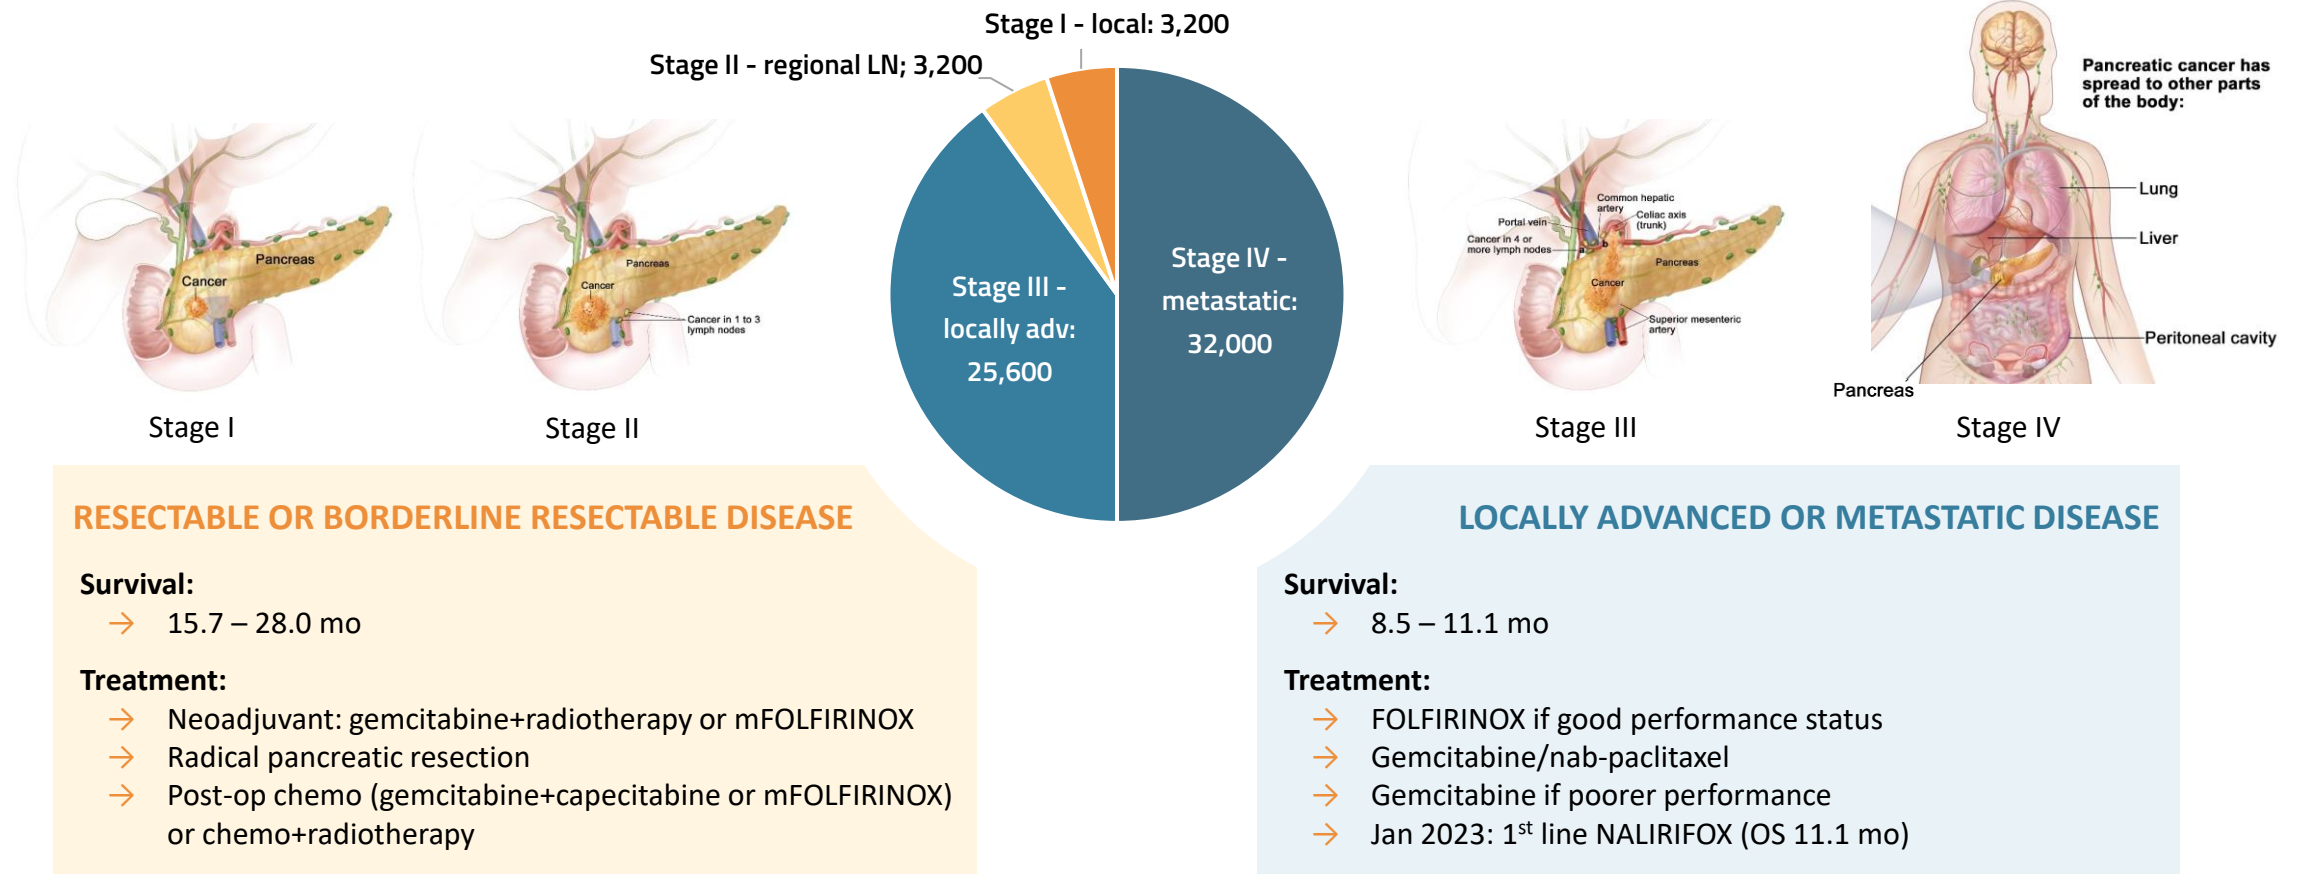 Stage I - local: 3,200
Stage II - regional LN; 3,200
Stage III -
locally adv:
25,600
Stage IV -
metastatic:
32,000
Pancreas
Cancer
Stage I
Pancreas
Cancer
Cancer in 1 to 3
lymph nodes
Stage II
Common hepatic
artery
Portal vein
Celiac axis
(trunk)
Cancer in 4 or
more lymph nodes
a
b
Pancreas
Cancer
Superior mesenteric
artery
Stage III
Pancreatic cancer has
spread to other parts
of the body:
Lung
Liver
Peritoneal cavity
Pancreas
Stage IV
RESECTABLE OR BORDERLINE RESECTABLE DISEASE
Survival:
→ 15.7 – 28.0 mo
Treatment:
→ Neoadjuvant: gemcitabine+radiotherapy or mFOLFIRINOX
→ Radical pancreatic resection
→ Post-op chemo (gemcitabine+capecitabine or mFOLFIRINOX)
or chemo+radiotherapy
LOCALLY ADVANCED OR METASTATIC DISEASE
Survival:
→ 8.5 – 11.1 mo
Treatment:
→ FOLFIRINOX if good performance status
→ Gemcitabine/nab-paclitaxel
→ Gemcitabine if poorer performance
→ Jan 2023: 1st line NALIRIFOX (OS 11.1 mo)